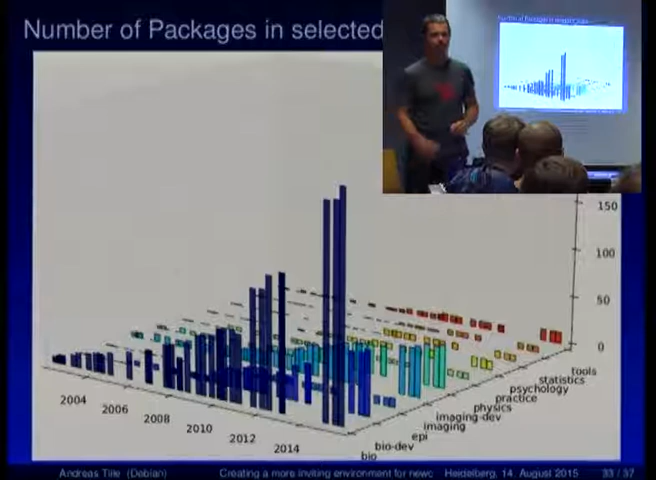 Number of Packages in selected
150
100
50
0
2004
2006
2008
2010
2012
2014
tools
statistics
psychology
practice
physics
imaging-dev
imaging
epi
bio-dev
bio
Andreas Tille (Debian)
Creating a more inviting environment for newc
Heidelberg, 14. August 2015
33 / 37